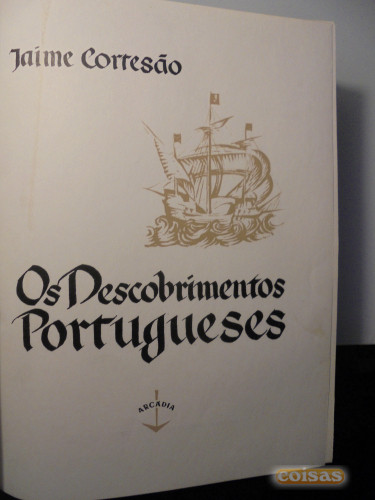 Jaime Cortesão
Os Descobrimentos
Portugueses
ARCADIA
coisas